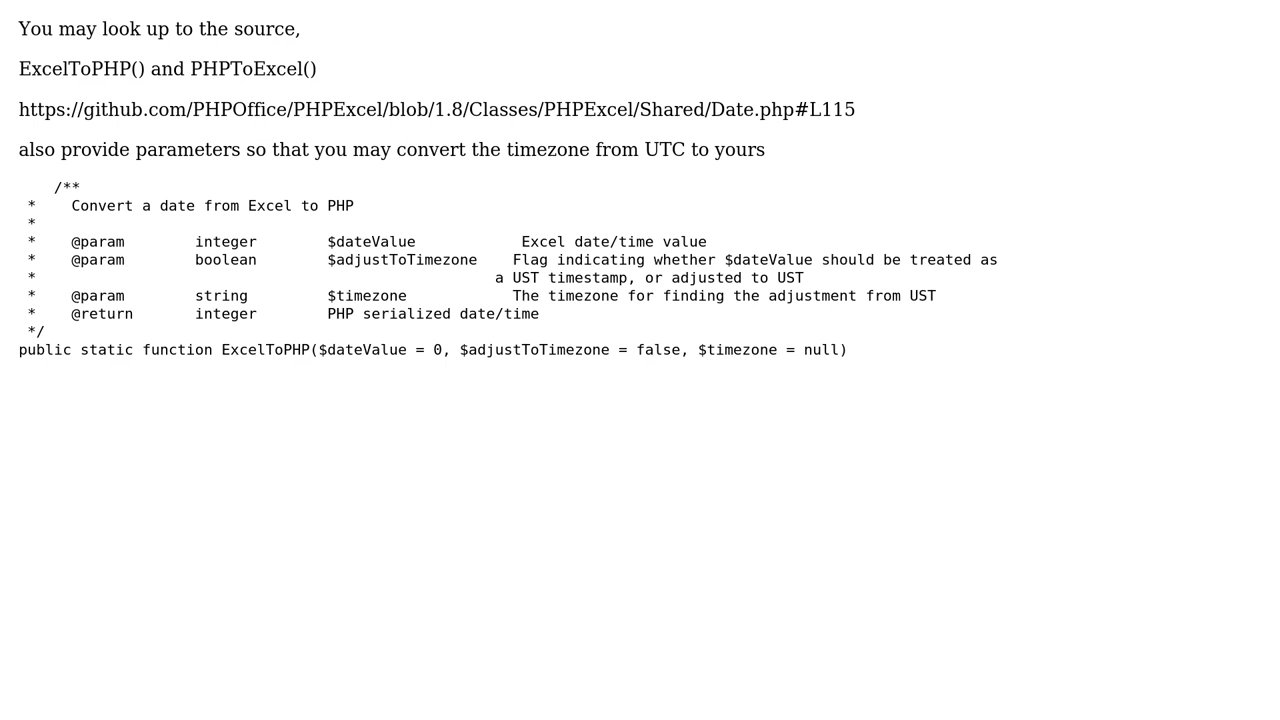 You may look up to the source,
ExcelToPHP() and PHPToExcel()
https://github.com/PHPOffice/PHPExcel/blob/1.8/Classes/PHPExcel/Shared/Date.php#L115
also provide parameters so that you may convert the timezone from UTC to yours
    /**
 *    Convert a date from Excel to PHP
 *
 *    @param        integer        $dateValue            Excel date/time value
 *    @param        boolean        $adjustToTimezone    Flag indicating whether $dateValue should be treated as
 *                                                    a UST timestamp, or adjusted to UST
 *    @param        string         $timezone            The timezone for finding the adjustment from UST
 *    @return       integer        PHP serialized date/time
 */
public static function ExcelToPHP($dateValue = 0, $adjustToTimezone = false, $timezone = null)